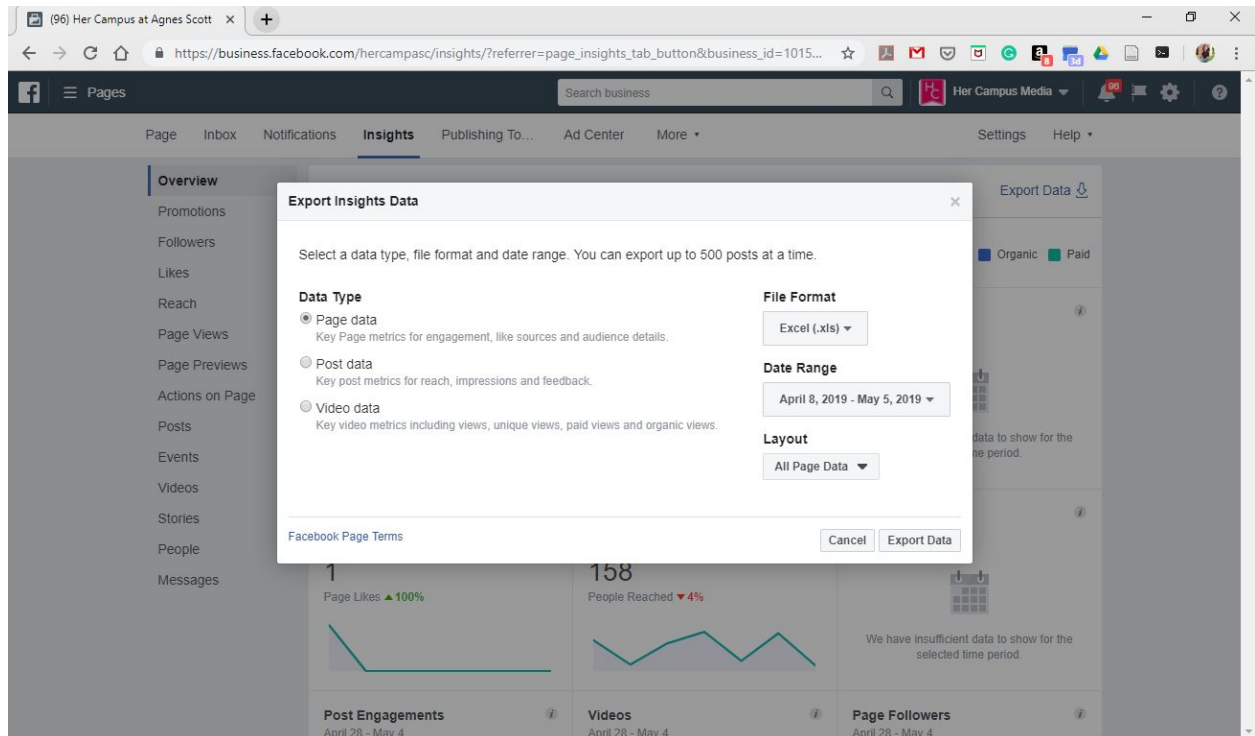 (96) Her Campus at Agnes Scott
https://business.facebook.com/hercampasc/insights/?referrer=page_insights_tab_button&business_id=1015...
Pages
Search business
Her Campus Media
96
Page Inbox Notifications Insights Publishing To... Ad Center More Settings Help
Overview
Promotions
Followers
Likes
Reach
Page Views
Page Previews
Actions on Page
Posts
Events
Videos
Stories
People
Messages
Export Data
Organic Paid
Export Insights Data
Select a data type, file format and date range. You can export up to 500 posts at a time.
Data Type
Page data
Key Page metrics for engagement, like sources and audience details.
Post data
Key post metrics for reach, impressions and feedback.
Video data
Key video metrics including views, unique views, paid views and organic views.
File Format
Excel (.xls)
Date Range
April 8, 2019 - May 5, 2019
Layout
All Page Data
Facebook Page Terms
Cancel Export Data
data to show for the
me period.
1
Page Likes 100%
158
People Reached 4%
We have insufficient data to show for the
selected time period.
Post Engagements
April 28 - May 4
Videos
April 28 - May 4
Page Followers
April 28 - May 4